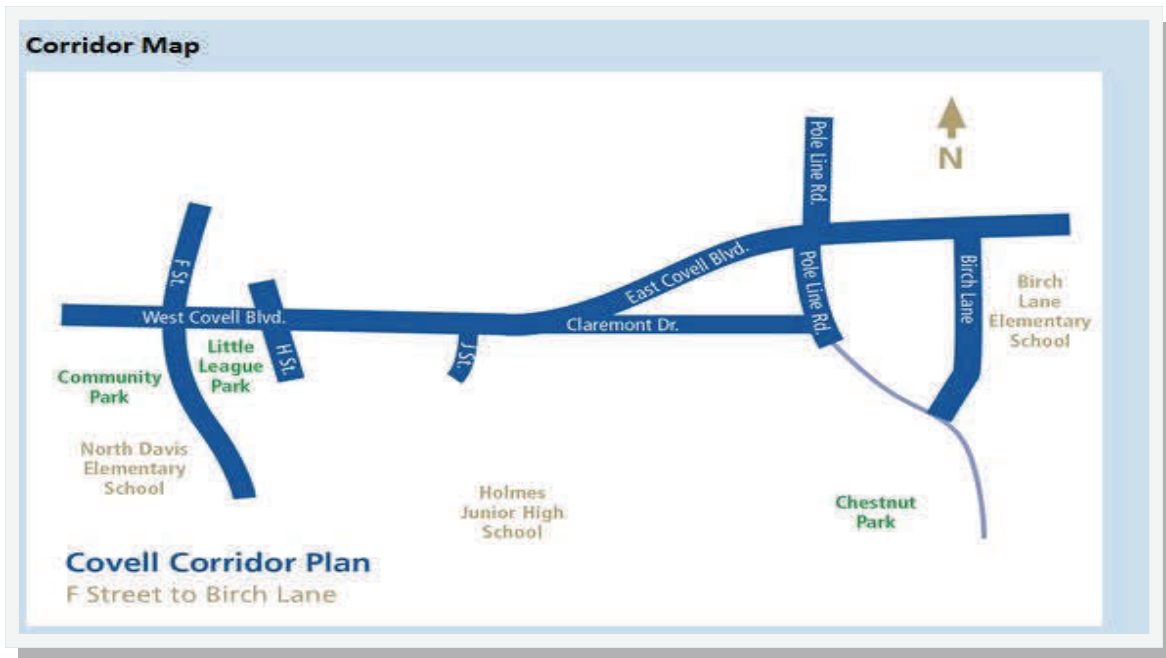 Corridor Map
N
Pole Line Rd.
F St.
West Covell Blvd.
H St.
J St.
East Covell Blvd.
Claremont Dr.
Pole Line Rd.
Birch Lane
Birch
Lane
Elementary
School
Little
League
Park
Community
Park
North Davis
Elementary
School
Holmes
Junior High
School
Chestnut
Park
Covell Corridor Plan
F Street to Birch Lane